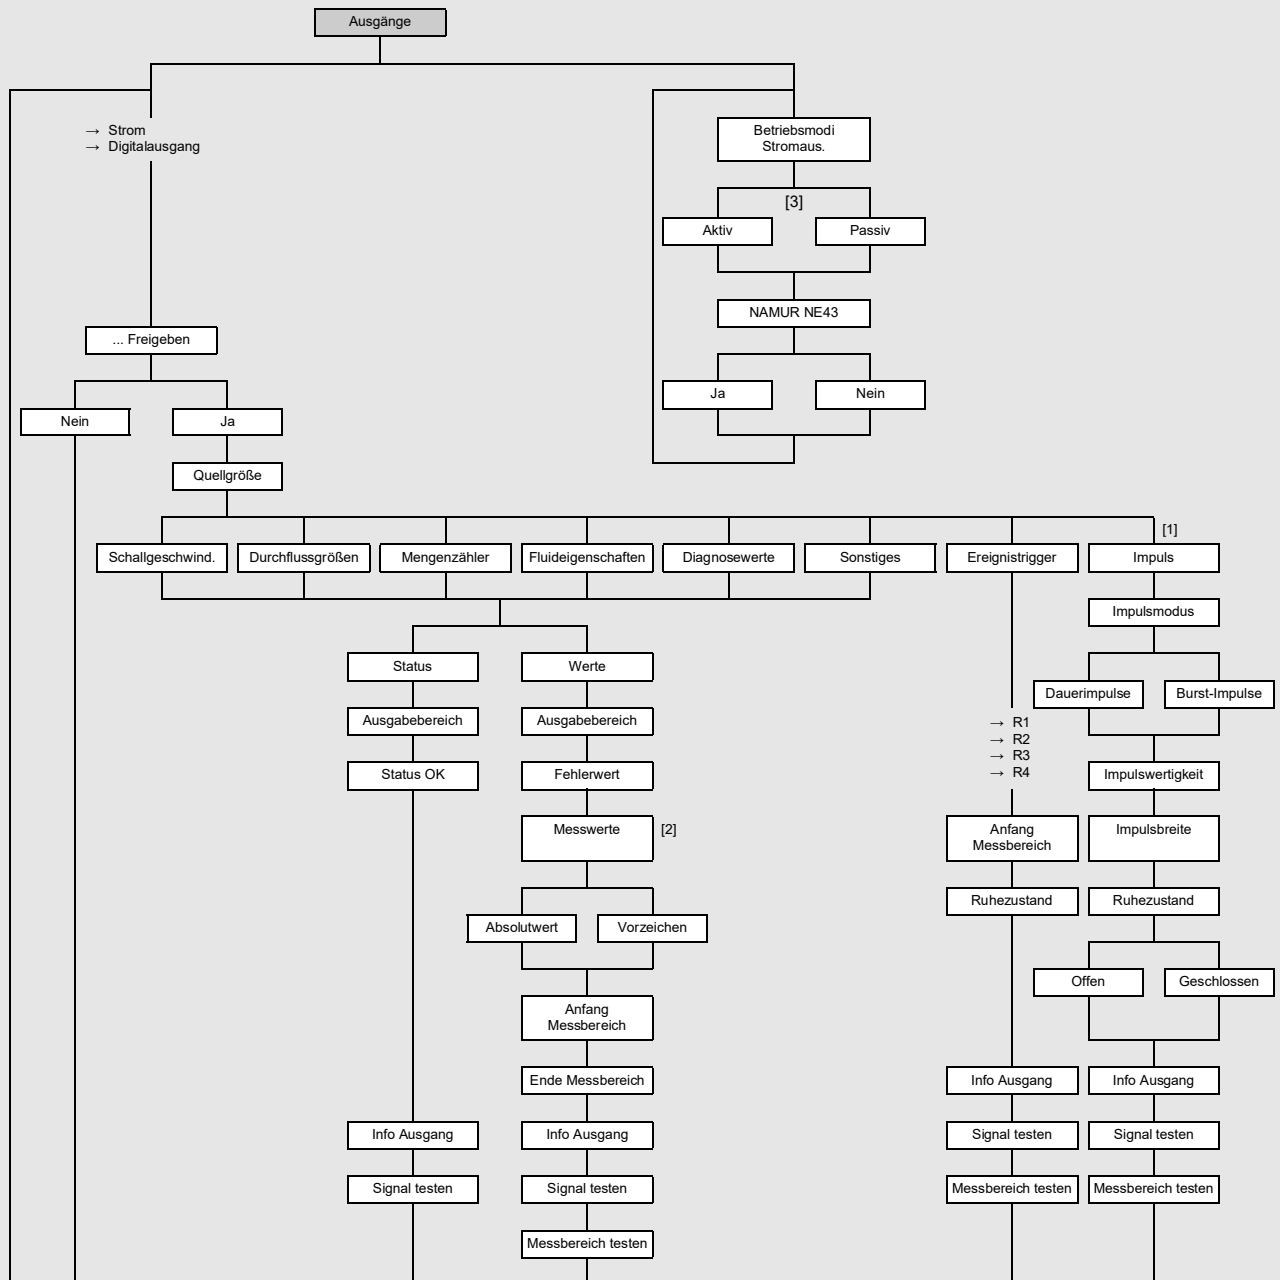 Ausgänge
→ Strom
→ Digitalausgang
Betriebsmodi
Stromaus.
[3]
Aktiv
Passiv
NAMUR NE43
... Freigeben
Ja
Nein
Nein
Ja
Quellgröße
[1]
Schallgeschwind.
Durchflussgrößen
Mengenzähler
Fluideigenschaften
Diagnosewerte
Sonstiges
Ereignistrigger
Impuls
Impulsmodus
Status
Werte
Dauerimpulse
Burst-Impulse
Ausgabebereich
Ausgabebereich
→ R1
→ R2
→ R3
→ R4
Status OK
Fehlerwert
Impulswertigkeit
Messwerte
[2]
Anfang
Messbereich
Impulsbreite
Ruhezustand
Ruhezustand
Absolutwert
Vorzeichen
Offen
Geschlossen
Anfang
Messbereich
Ende Messbereich
Info Ausgang
Info Ausgang
Info Ausgang
Info Ausgang
Signal testen
Signal testen
Signal testen
Signal testen
Messbereich testen
Messbereich testen
Messbereich testen